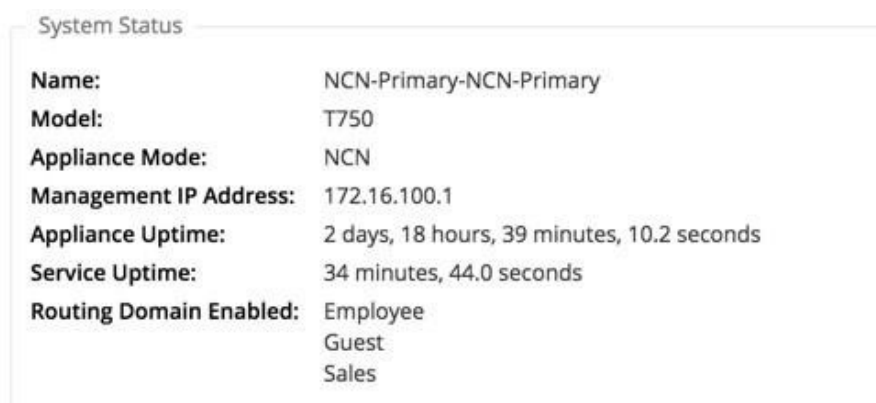 System Status
Name: NCN-Primary-NCN-Primary
Model: T750
Appliance Mode: NCN
Management IP Address: 172.16.100.1
Appliance Uptime: 2 days, 18 hours, 39 minutes, 10.2 seconds
Service Uptime: 34 minutes, 44.0 seconds
Routing Domain Enabled: Employee
Guest
Sales